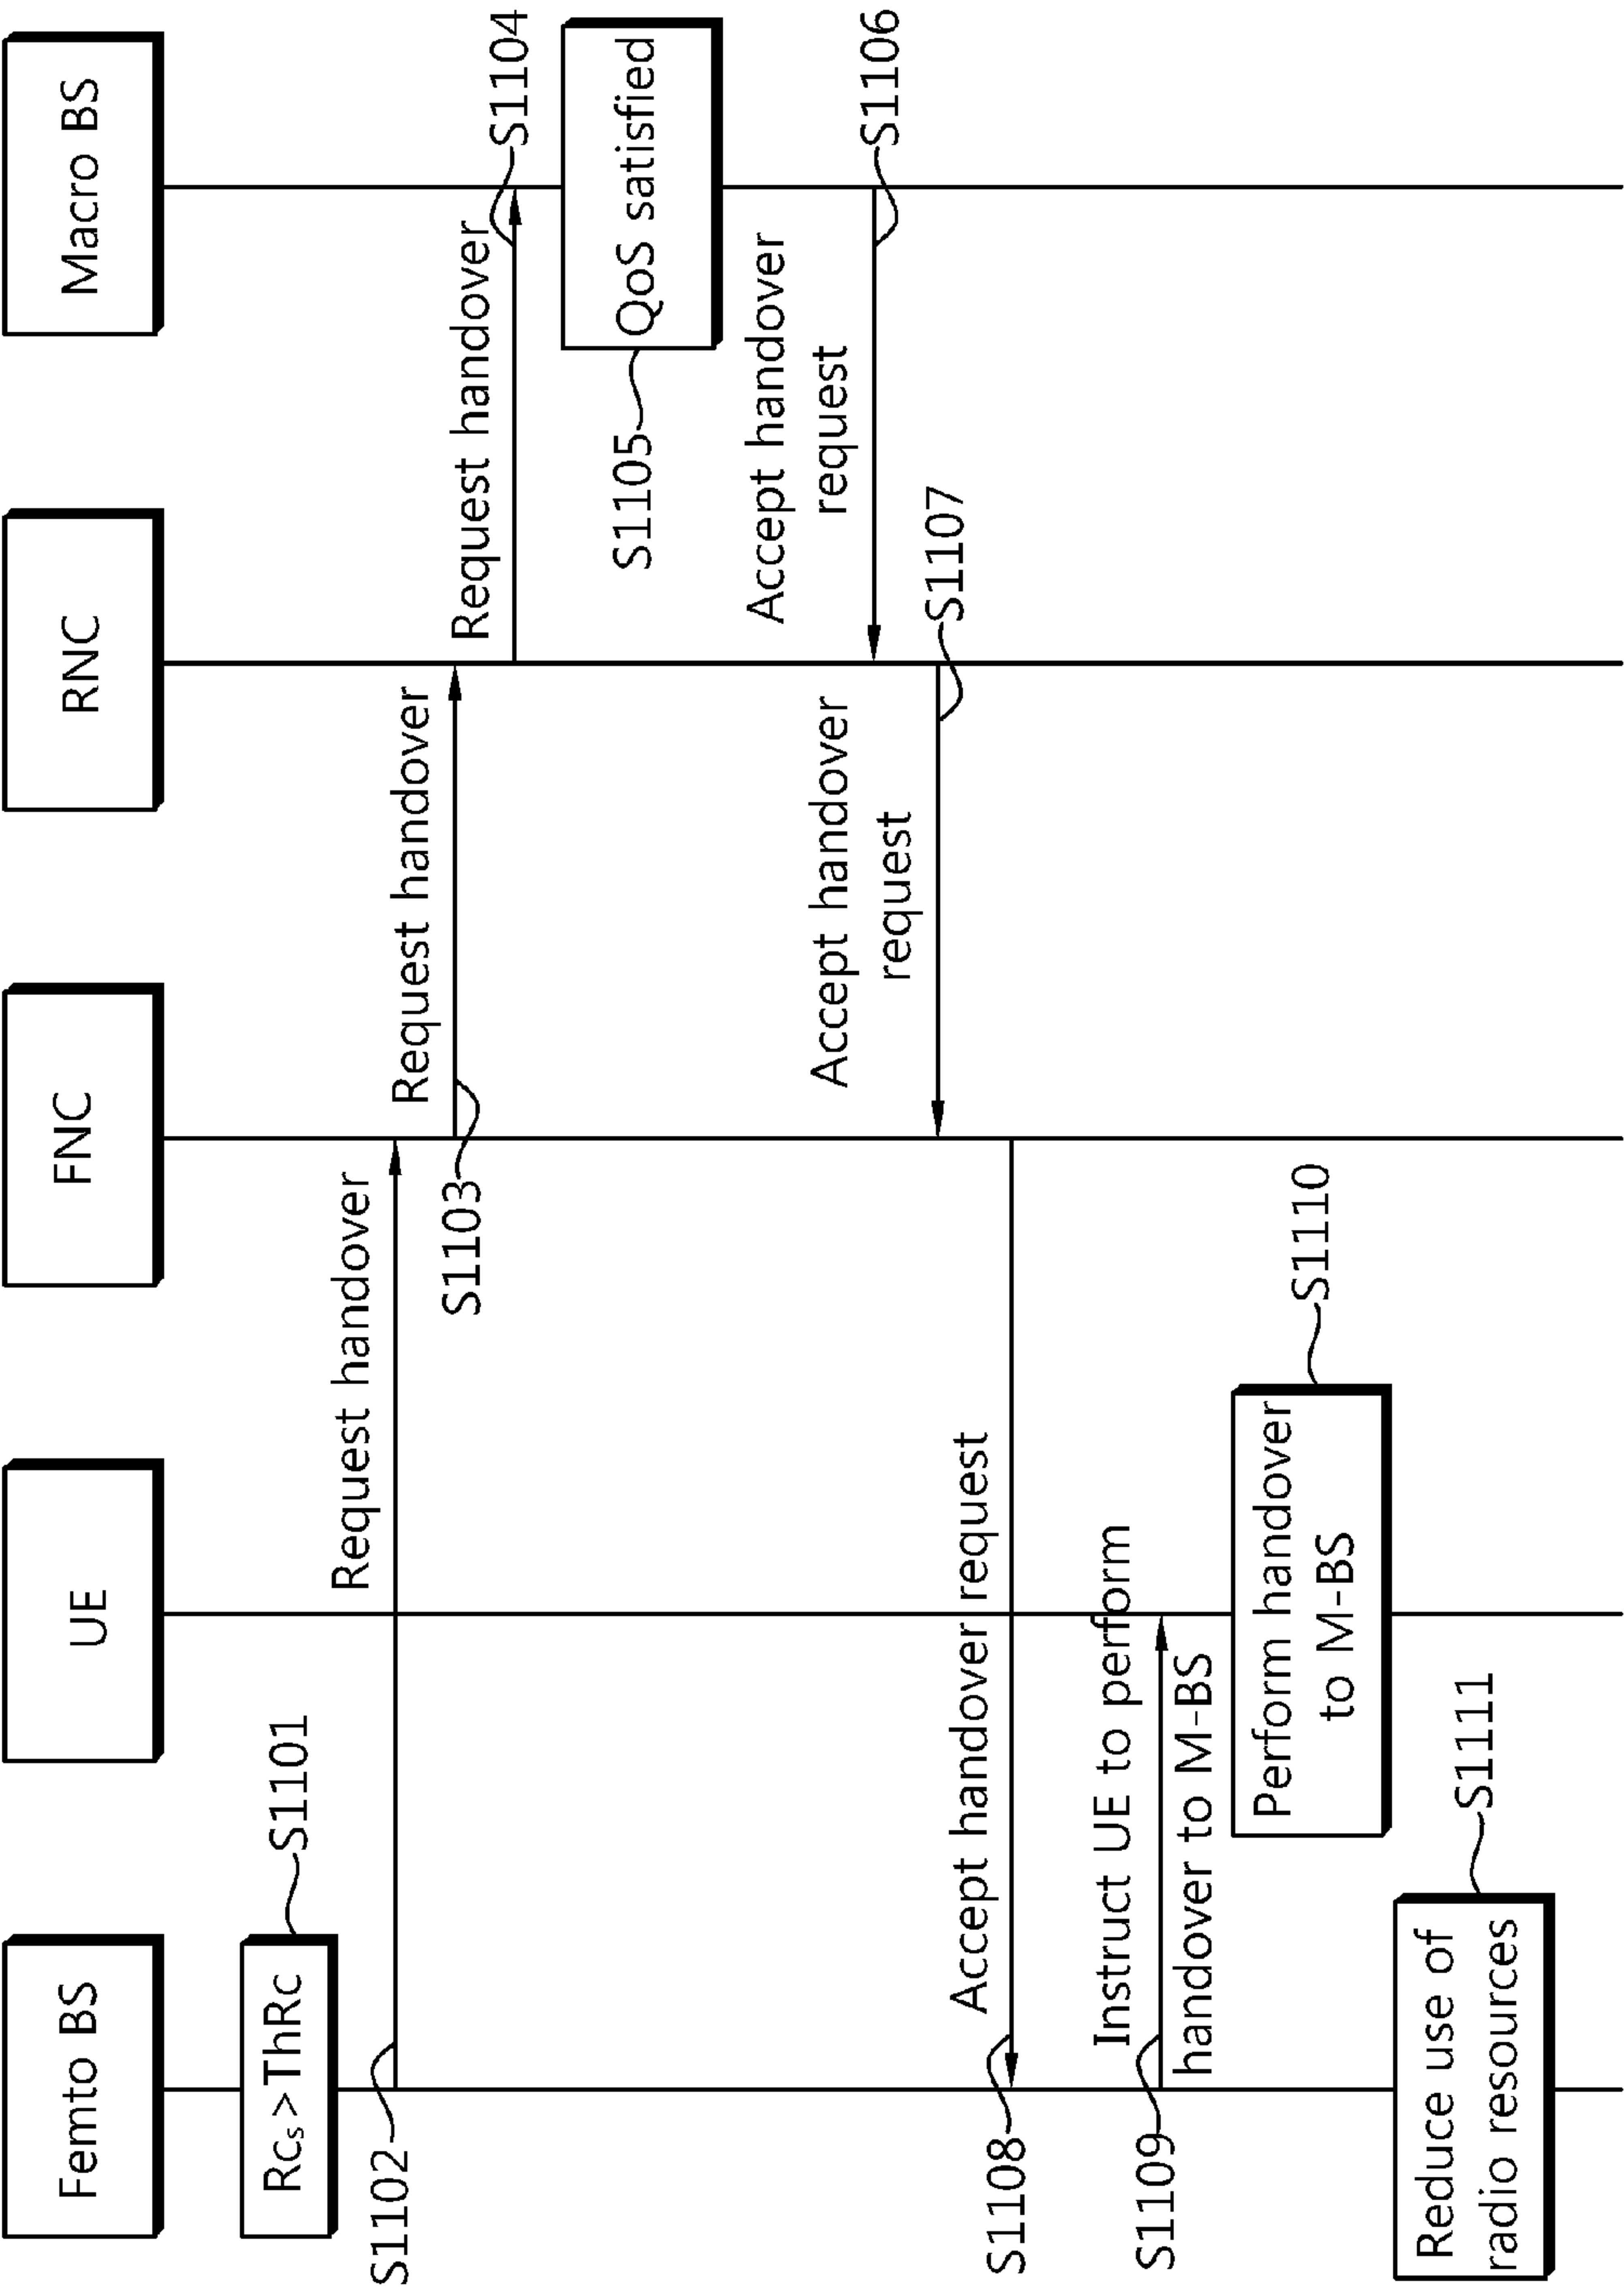 Femto BS
UE
FNC
RNC
Macro BS
Rcₛ>ThRc
S1101
Request handover
S1102
Request handover
S1103
Request handover
S1104
QoS satisfied
S1105
Accept handover
request
S1106
Accept handover
request
S1107
Accept handover request
S1108
Instruct UE to perform
handover to M-BS
S1109
Perform handover
to M-BS
S1110
Reduce use of
radio resources
S1111